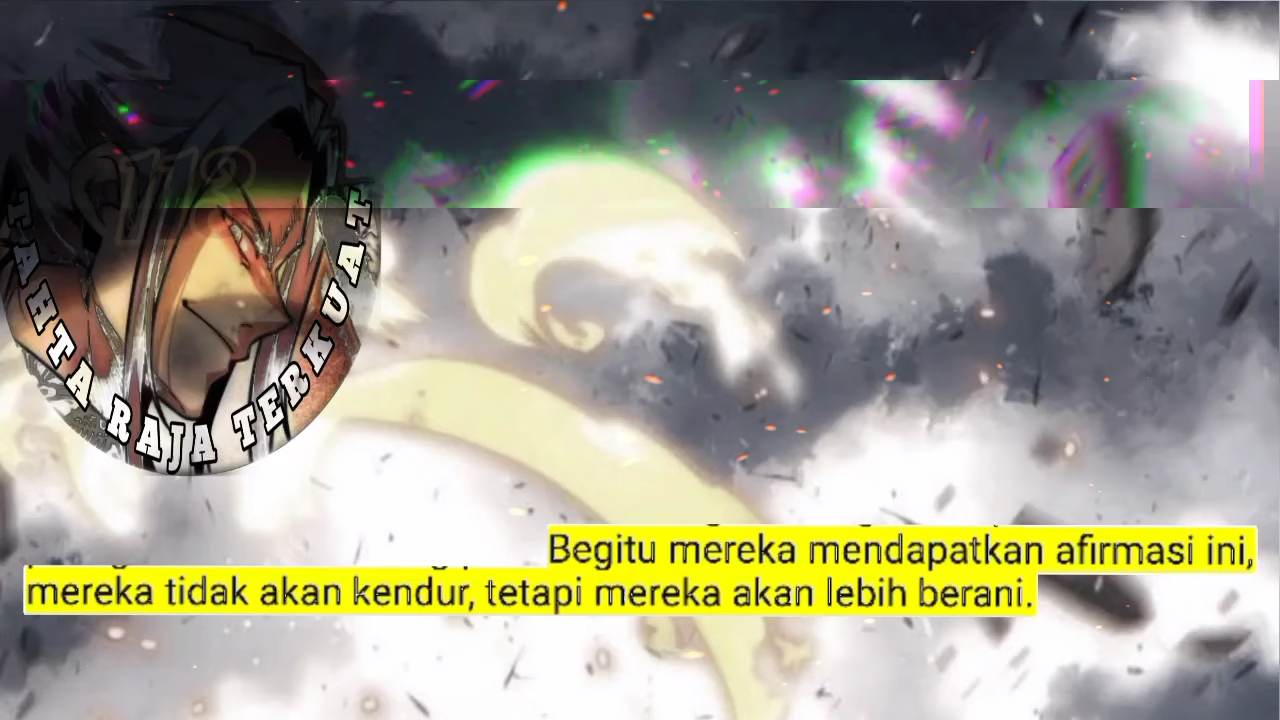 TAHTA RAJA TERKUAT
Begitu mereka mendapatkan afirmasi ini,
mereka tidak akan kendur, tetapi mereka akan lebih berani.